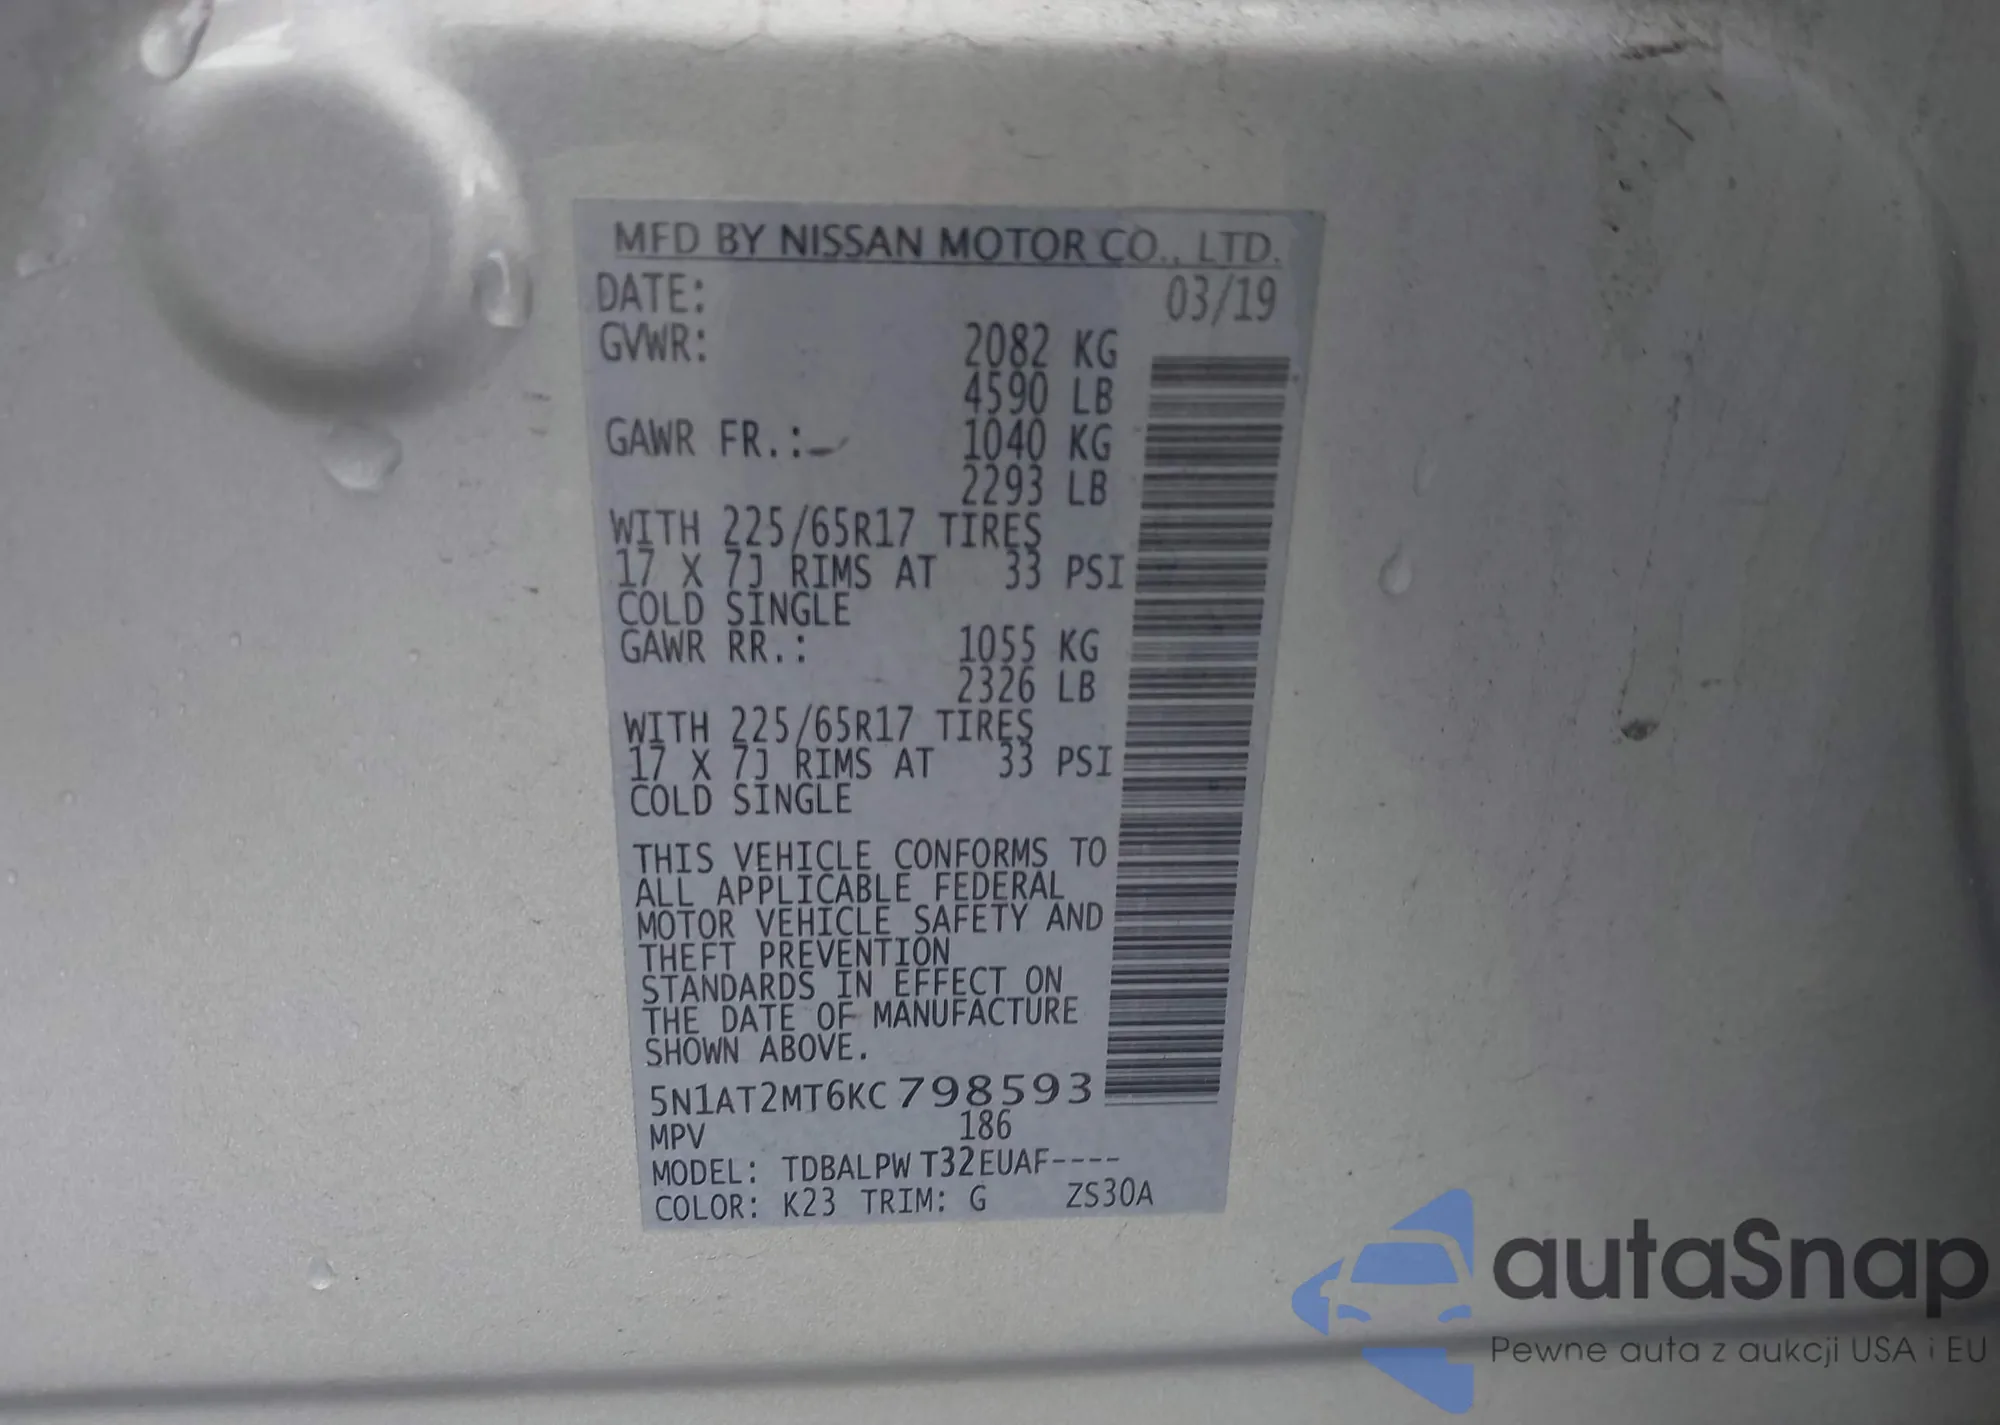 MFD BY NISSAN MOTOR CO., LTD.
DATE: 03/19
GVWR: 2082 KG
4590 LB
GAWR FR.: 1040 KG
2293 LB
WITH 225/65R17 TIRES
17 X 7J RIMS AT 33 PSI
COLD SINGLE
GAWR RR.: 1055 KG
2326 LB
WITH 225/65R17 TIRES
17 X 7J RIMS AT 33 PSI
COLD SINGLE
THIS VEHICLE CONFORMS TO
ALL APPLICABLE FEDERAL
MOTOR VEHICLE SAFETY AND
THEFT PREVENTION
STANDARDS IN EFFECT ON
THE DATE OF MANUFACTURE
SHOWN ABOVE.
5N1AT2MT6KC798593
MPV 186
MODEL: TDBALPW T32EUAF----
COLOR: K23 TRIM: G ZS30A
autaSnap
Pewne auta z aukcji USA i EU